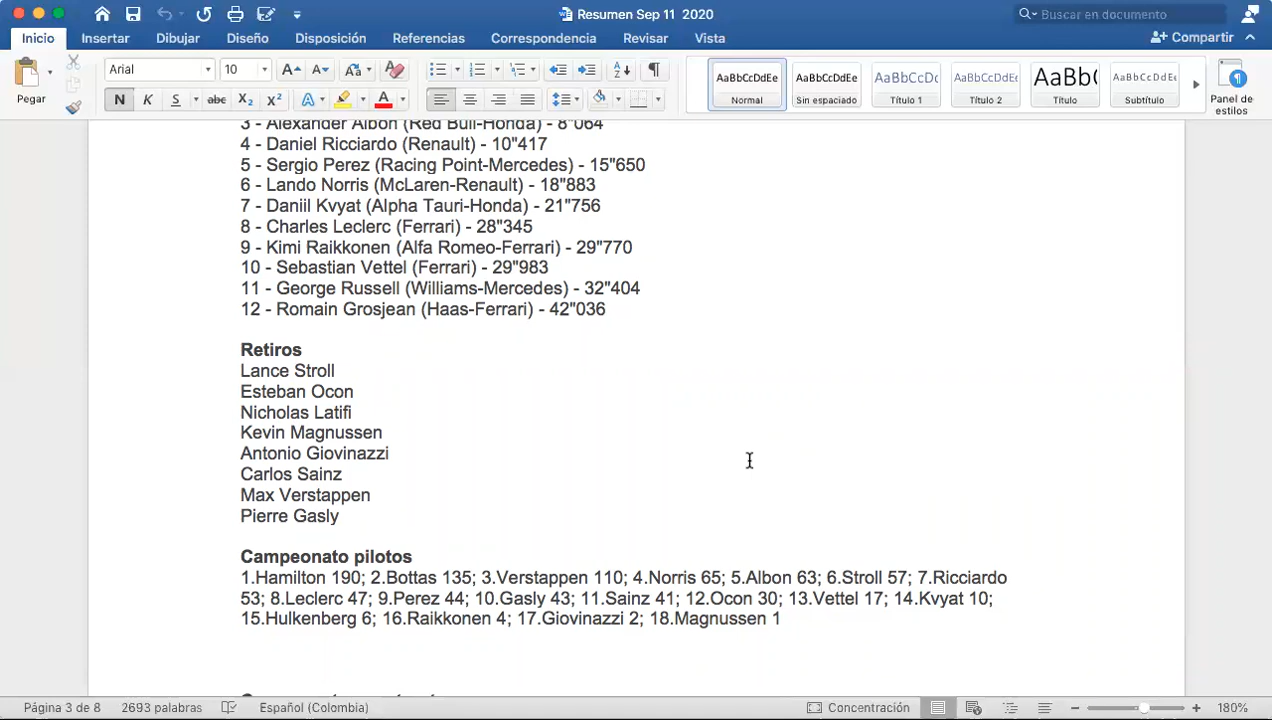 Resumen Sep 11 2020
Buscar en documento
Inicio Insertar Dibujar Diseño Disposición Referencias Correspondencia Revisar Vista
Compartir
Pegar
Arial 10
N K S abc X₂ X²
AaBbCcDdEe AaBbCcDdEe AaBbCcDc AaBbCcDdEe AaBb( AaBbCcDdEe
Normal Sin espaciado Título 1 Título 2 Título Subtítulo
Panel de estilos
3 - Alexander Albon (Red Bull-Honda) - 8"064
4 - Daniel Ricciardo (Renault) - 10"417
5 - Sergio Perez (Racing Point-Mercedes) - 15"650
6 - Lando Norris (McLaren-Renault) - 18"883
7 - Daniil Kvyat (Alpha Tauri-Honda) - 21"756
8 - Charles Leclerc (Ferrari) - 28"345
9 - Kimi Raikkonen (Alfa Romeo-Ferrari) - 29"770
10 - Sebastian Vettel (Ferrari) - 29"983
11 - George Russell (Williams-Mercedes) - 32"404
12 - Romain Grosjean (Haas-Ferrari) - 42"036
Retiros
Lance Stroll
Esteban Ocon
Nicholas Latifi
Kevin Magnussen
Antonio Giovinazzi
Carlos Sainz
Max Verstappen
Pierre Gasly
Campeonato pilotos
1.Hamilton 190; 2.Bottas 135; 3.Verstappen 110; 4.Norris 65; 5.Albon 63; 6.Stroll 57; 7.Ricciardo
53; 8.Leclerc 47; 9.Perez 44; 10.Gasly 43; 11.Sainz 41; 12.Ocon 30; 13.Vettel 17; 14.Kvyat 10;
15.Hulkenberg 6; 16.Raikkonen 4; 17.Giovinazzi 2; 18.Magnussen 1
Página 3 de 8 2693 palabras Español (Colombia) Concentración 180%